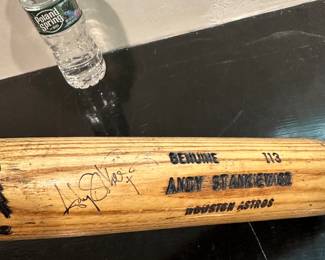 Poland
Spring
GENUINE 113
ANDY STANKIEWICZ
HOUSTON ASTROS